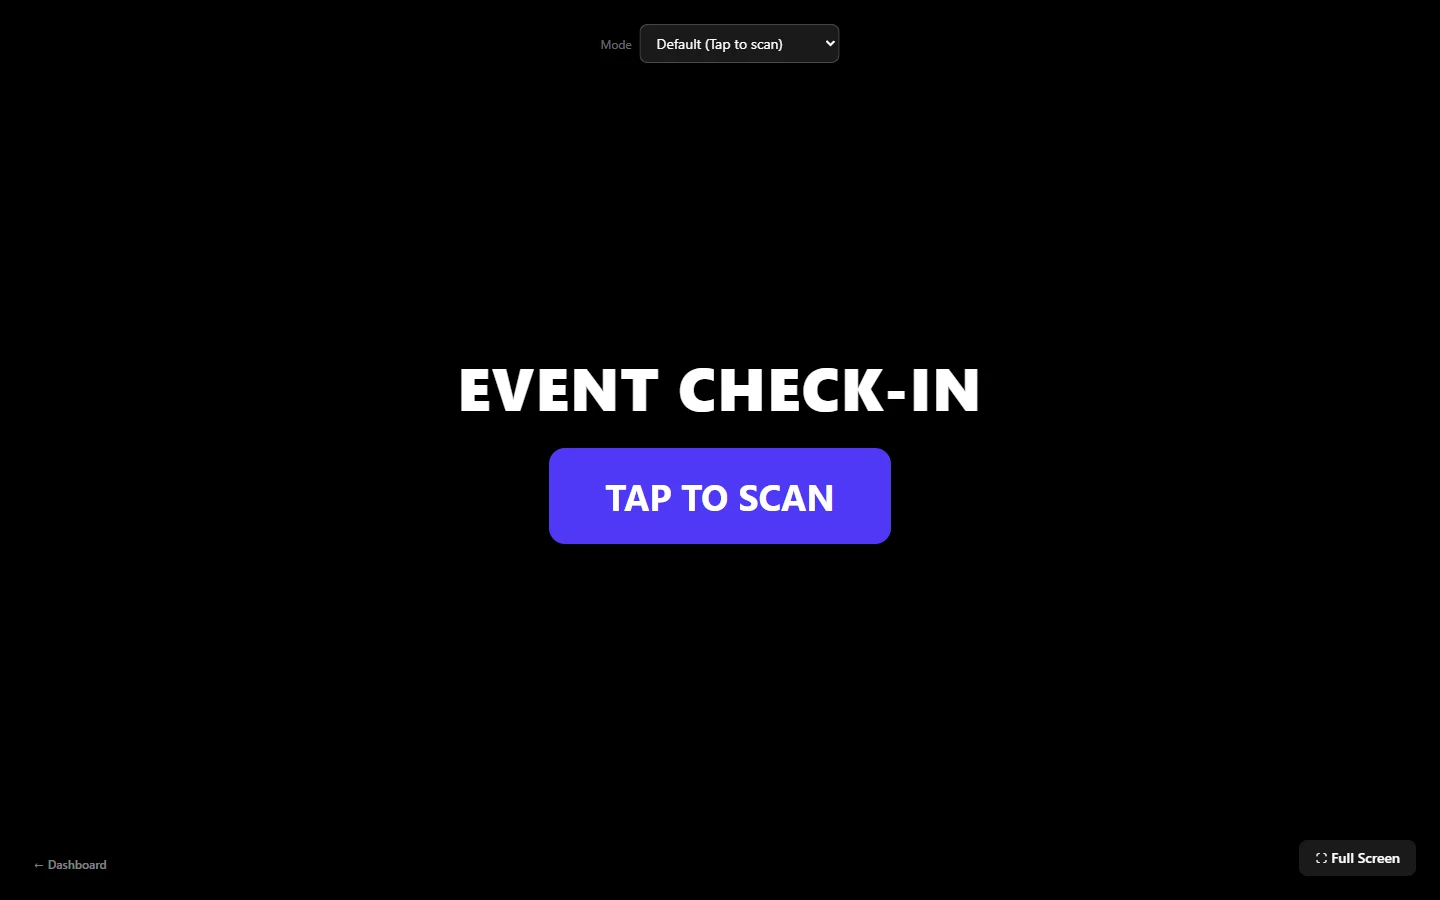 Mode Default (Tap to scan)
EVENT CHECK-IN
TAP TO SCAN
← Dashboard
Full Screen